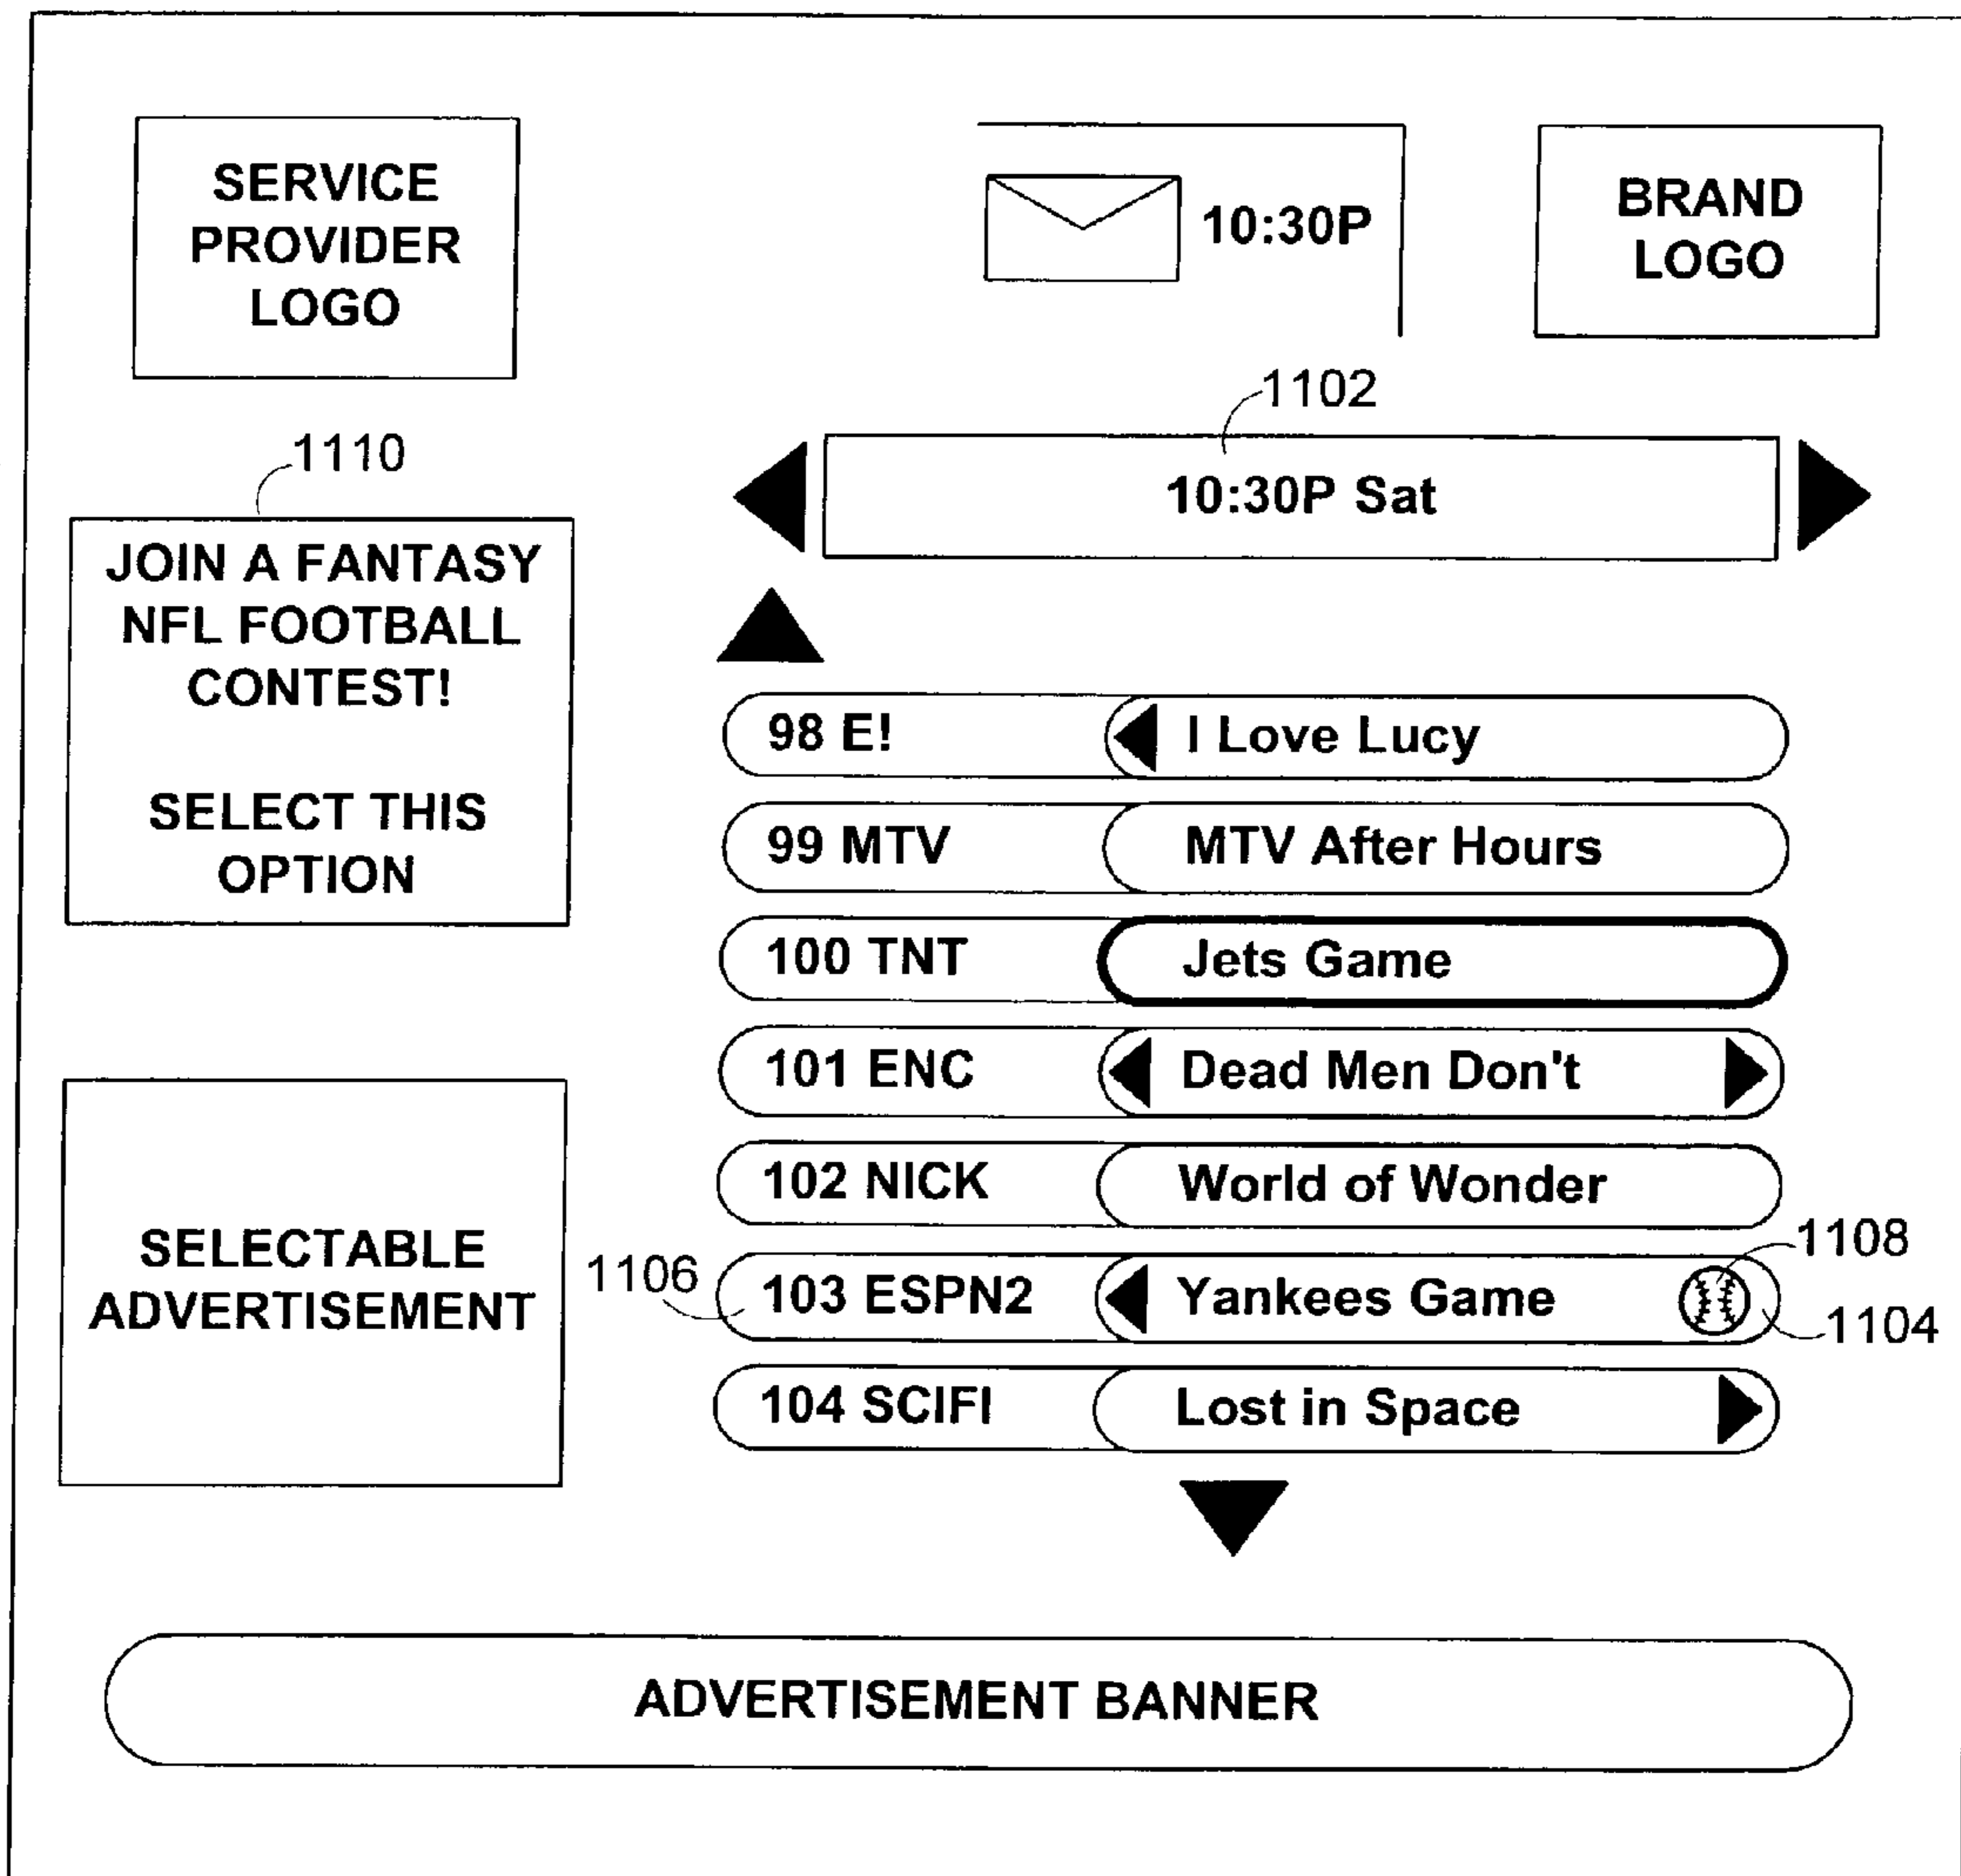 SERVICE
PROVIDER
LOGO
10:30P
BRAND
LOGO
1102
10:30P Sat
1110
JOIN A FANTASY
NFL FOOTBALL
CONTEST!
SELECT THIS
OPTION
98 E! I Love Lucy
99 MTV MTV After Hours
100 TNT Jets Game
101 ENC Dead Men Don't
102 NICK World of Wonder
1108
1106 103 ESPN2 Yankees Game
1104
104 SCIFI Lost in Space
SELECTABLE
ADVERTISEMENT
ADVERTISEMENT BANNER